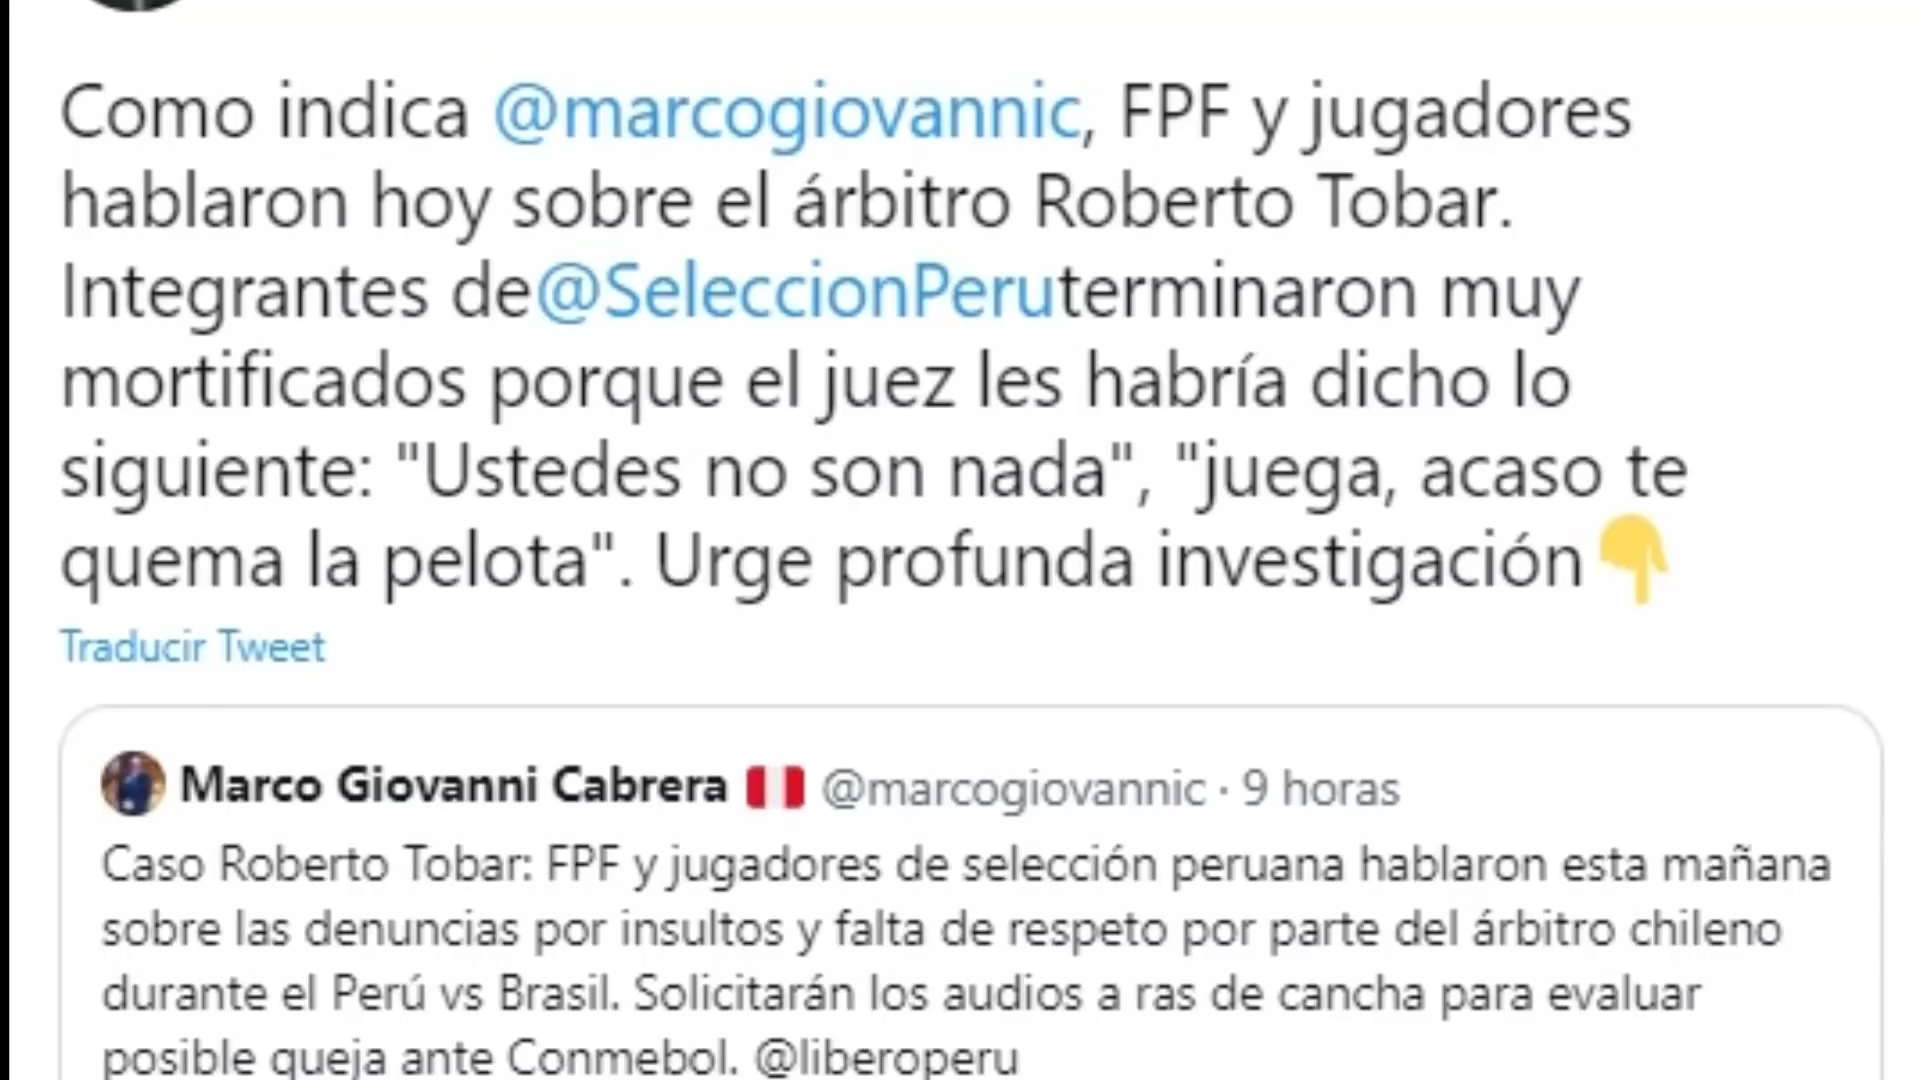 Como indica @marcogiovannic, FPF y jugadores
hablaron hoy sobre el árbitro Roberto Tobar.
Integrantes de@SeleccionPeruterminaron muy
mortificados porque el juez les habría dicho lo
siguiente: "Ustedes no son nada", "juega, acaso te
quema la pelota". Urge profunda investigación👇
Traducir Tweet
Marco Giovanni Cabrera 🇵🇪 @marcogiovannic · 9 horas
Caso Roberto Tobar: FPF y jugadores de selección peruana hablaron esta mañana
sobre las denuncias por insultos y falta de respeto por parte del árbitro chileno
durante el Perú vs Brasil. Solicitarán los audios a ras de cancha para evaluar
posible queja ante Conmebol. @liberoperu